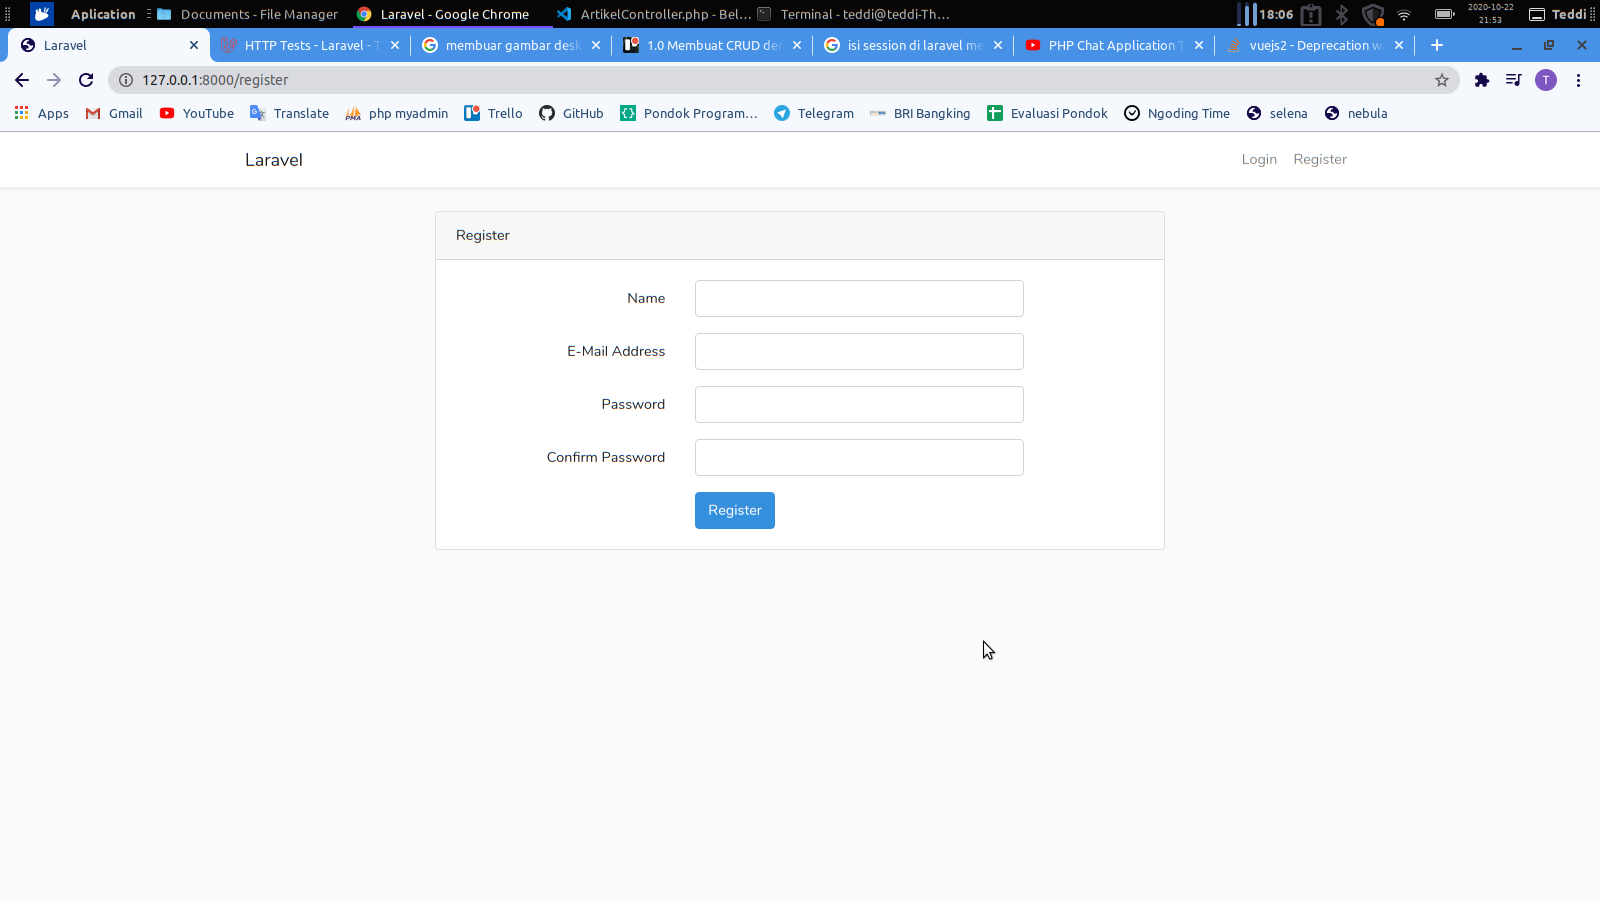 Aplication Documents - File Manager Laravel - Google Chrome ArtikelController.php - Bel... Terminal - teddi@teddi-Th... 18:06 2020-10-22 Teddi
21:53
Laravel HTTP Tests - Laravel - T membuar gambar desk 1.0 Membuat CRUD der isi session di laravel me PHP Chat Application T vuejs2 - Deprecation wa
127.0.0.1:8000/register T
Apps Gmail YouTube Translate php myadmin Trello GitHub Pondok Program... Telegram BRI Bangking Evaluasi Pondok Ngoding Time selena nebula
Laravel Login Register
Register
Name
E-Mail Address
Password
Confirm Password
Register